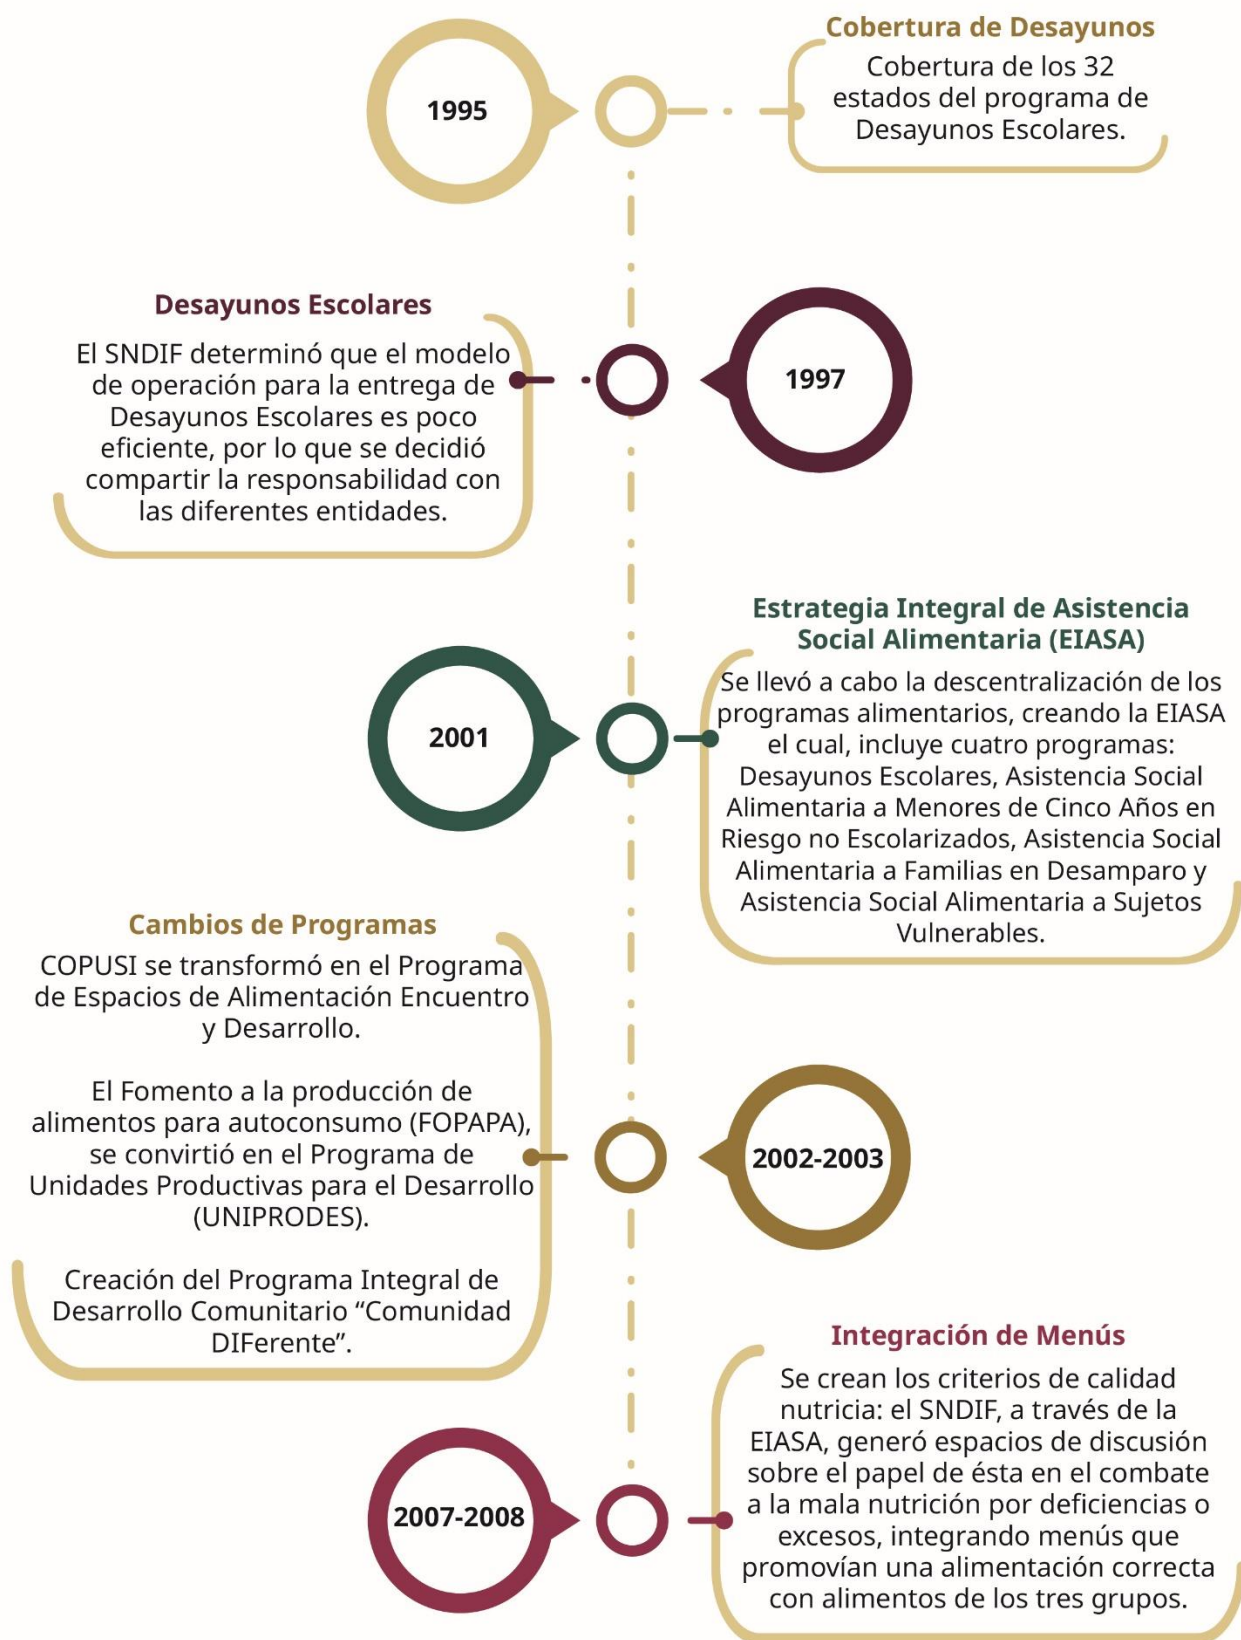 1995
Cobertura de Desayunos
Cobertura de los 32
estados del programa de
Desayunos Escolares.
Desayunos Escolares
El SNDIF determinó que el modelo
de operación para la entrega de
Desayunos Escolares es poco
eficiente, por lo que se decidió
compartir la responsabilidad con
las diferentes entidades.
1997
Estrategia Integral de Asistencia
Social Alimentaria (EIASA)
Se llevó a cabo la descentralización de los
programas alimentarios, creando la EIASA
el cual, incluye cuatro programas:
Desayunos Escolares, Asistencia Social
Alimentaria a Menores de Cinco Años en
Riesgo no Escolarizados, Asistencia Social
Alimentaria a Familias en Desamparo y
Asistencia Social Alimentaria a Sujetos
Vulnerables.
2001
Cambios de Programas
COPUSI se transformó en el Programa
de Espacios de Alimentación Encuentro
y Desarrollo.
El Fomento a la producción de
alimentos para autoconsumo (FOPAPA),
se convirtió en el Programa de
Unidades Productivas para el Desarrollo
(UNIPRODES).
Creación del Programa Integral de
Desarrollo Comunitario “Comunidad
DIFerente”.
2002-2003
Integración de Menús
Se crean los criterios de calidad
nutricia: el SNDIF, a través de la
EIASA, generó espacios de discusión
sobre el papel de ésta en el combate
a la mala nutrición por deficiencias o
excesos, integrando menús que
promovían una alimentación correcta
con alimentos de los tres grupos.
2007-2008